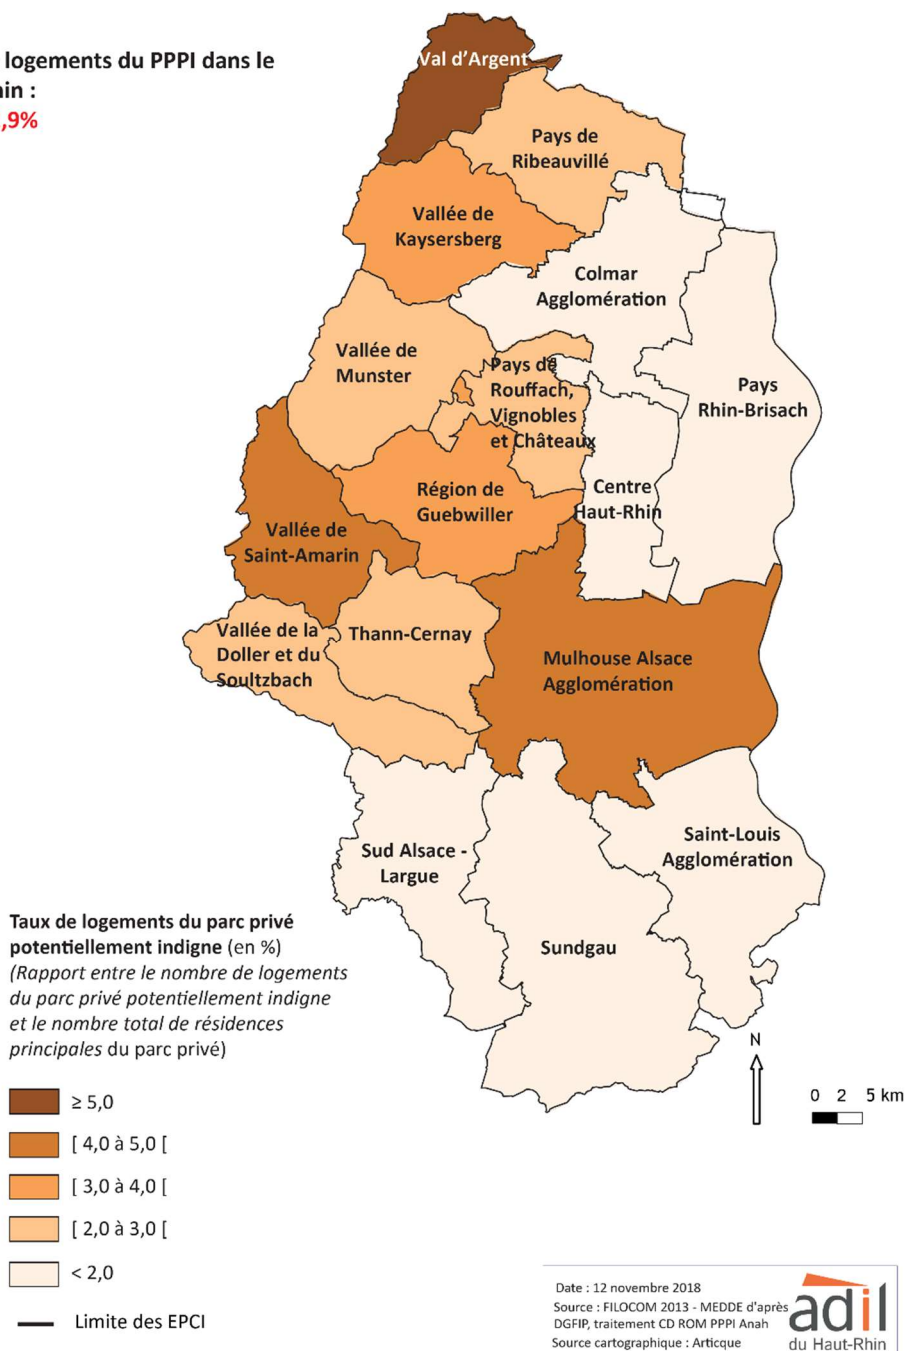 logements du PPPI dans le
in :
,9%
Val d'Argent
Pays de
Ribeauvillé
Vallée de
Kaysersberg
Colmar
Agglomération
Vallée de
Munster
Pays de
Rouffach,
Vignobles
et Châteaux
Pays
Rhin-Brisach
Région de
Guebwiller
Centre
Haut-Rhin
Vallée de
Saint-Amarin
Vallée de la
Doller et du
Soultzbach
Thann-Cernay
Mulhouse Alsace
Agglomération
Sud Alsace -
Largue
Saint-Louis
Agglomération
Sundgau
Taux de logements du parc privé
potentiellement indigne (en %)
(Rapport entre le nombre de logements
du parc privé potentiellement indigne
et le nombre total de résidences
principales du parc privé)
≥ 5,0
[ 4,0 à 5,0 [
[ 3,0 à 4,0 [
[ 2,0 à 3,0 [
< 2,0
Limite des EPCI
N
0 2 5 km
Date : 12 novembre 2018
Source : FILOCOM 2013 - MEDDE d'après
DGFIP, traitement CD ROM PPPI Anah
Source cartographique : Articque
adil
du Haut-Rhin